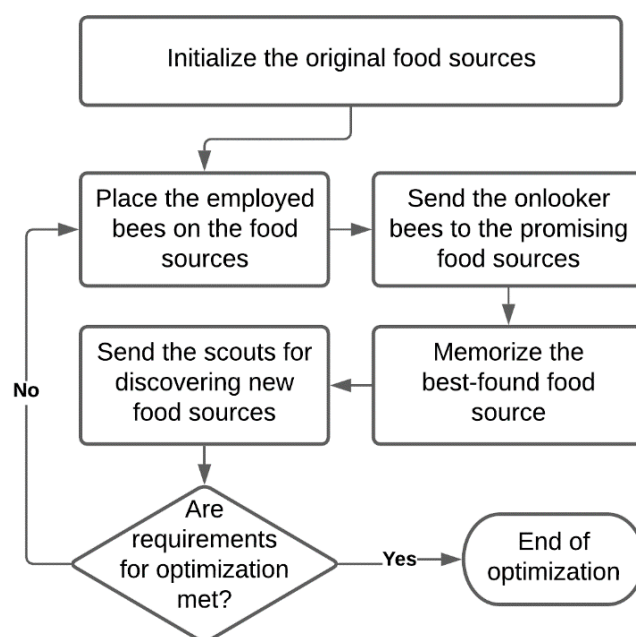 Initialize the original food sources
Place the employed
bees on the food
sources
Send the onlooker
bees to the promising
food sources
Memorize the
best-found food
source
Send the scouts for
discovering new
food sources
No
Are
requirements
for optimization
met?
Yes
End of
optimization